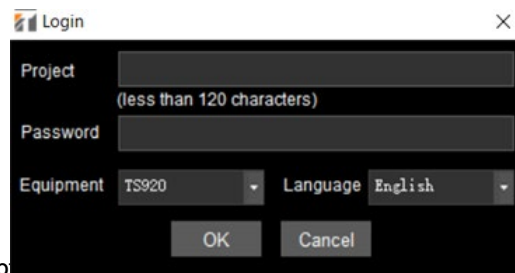 Login
Project
(less than 120 characters)
Password
Equipment TS920 Language English
OK Cancel